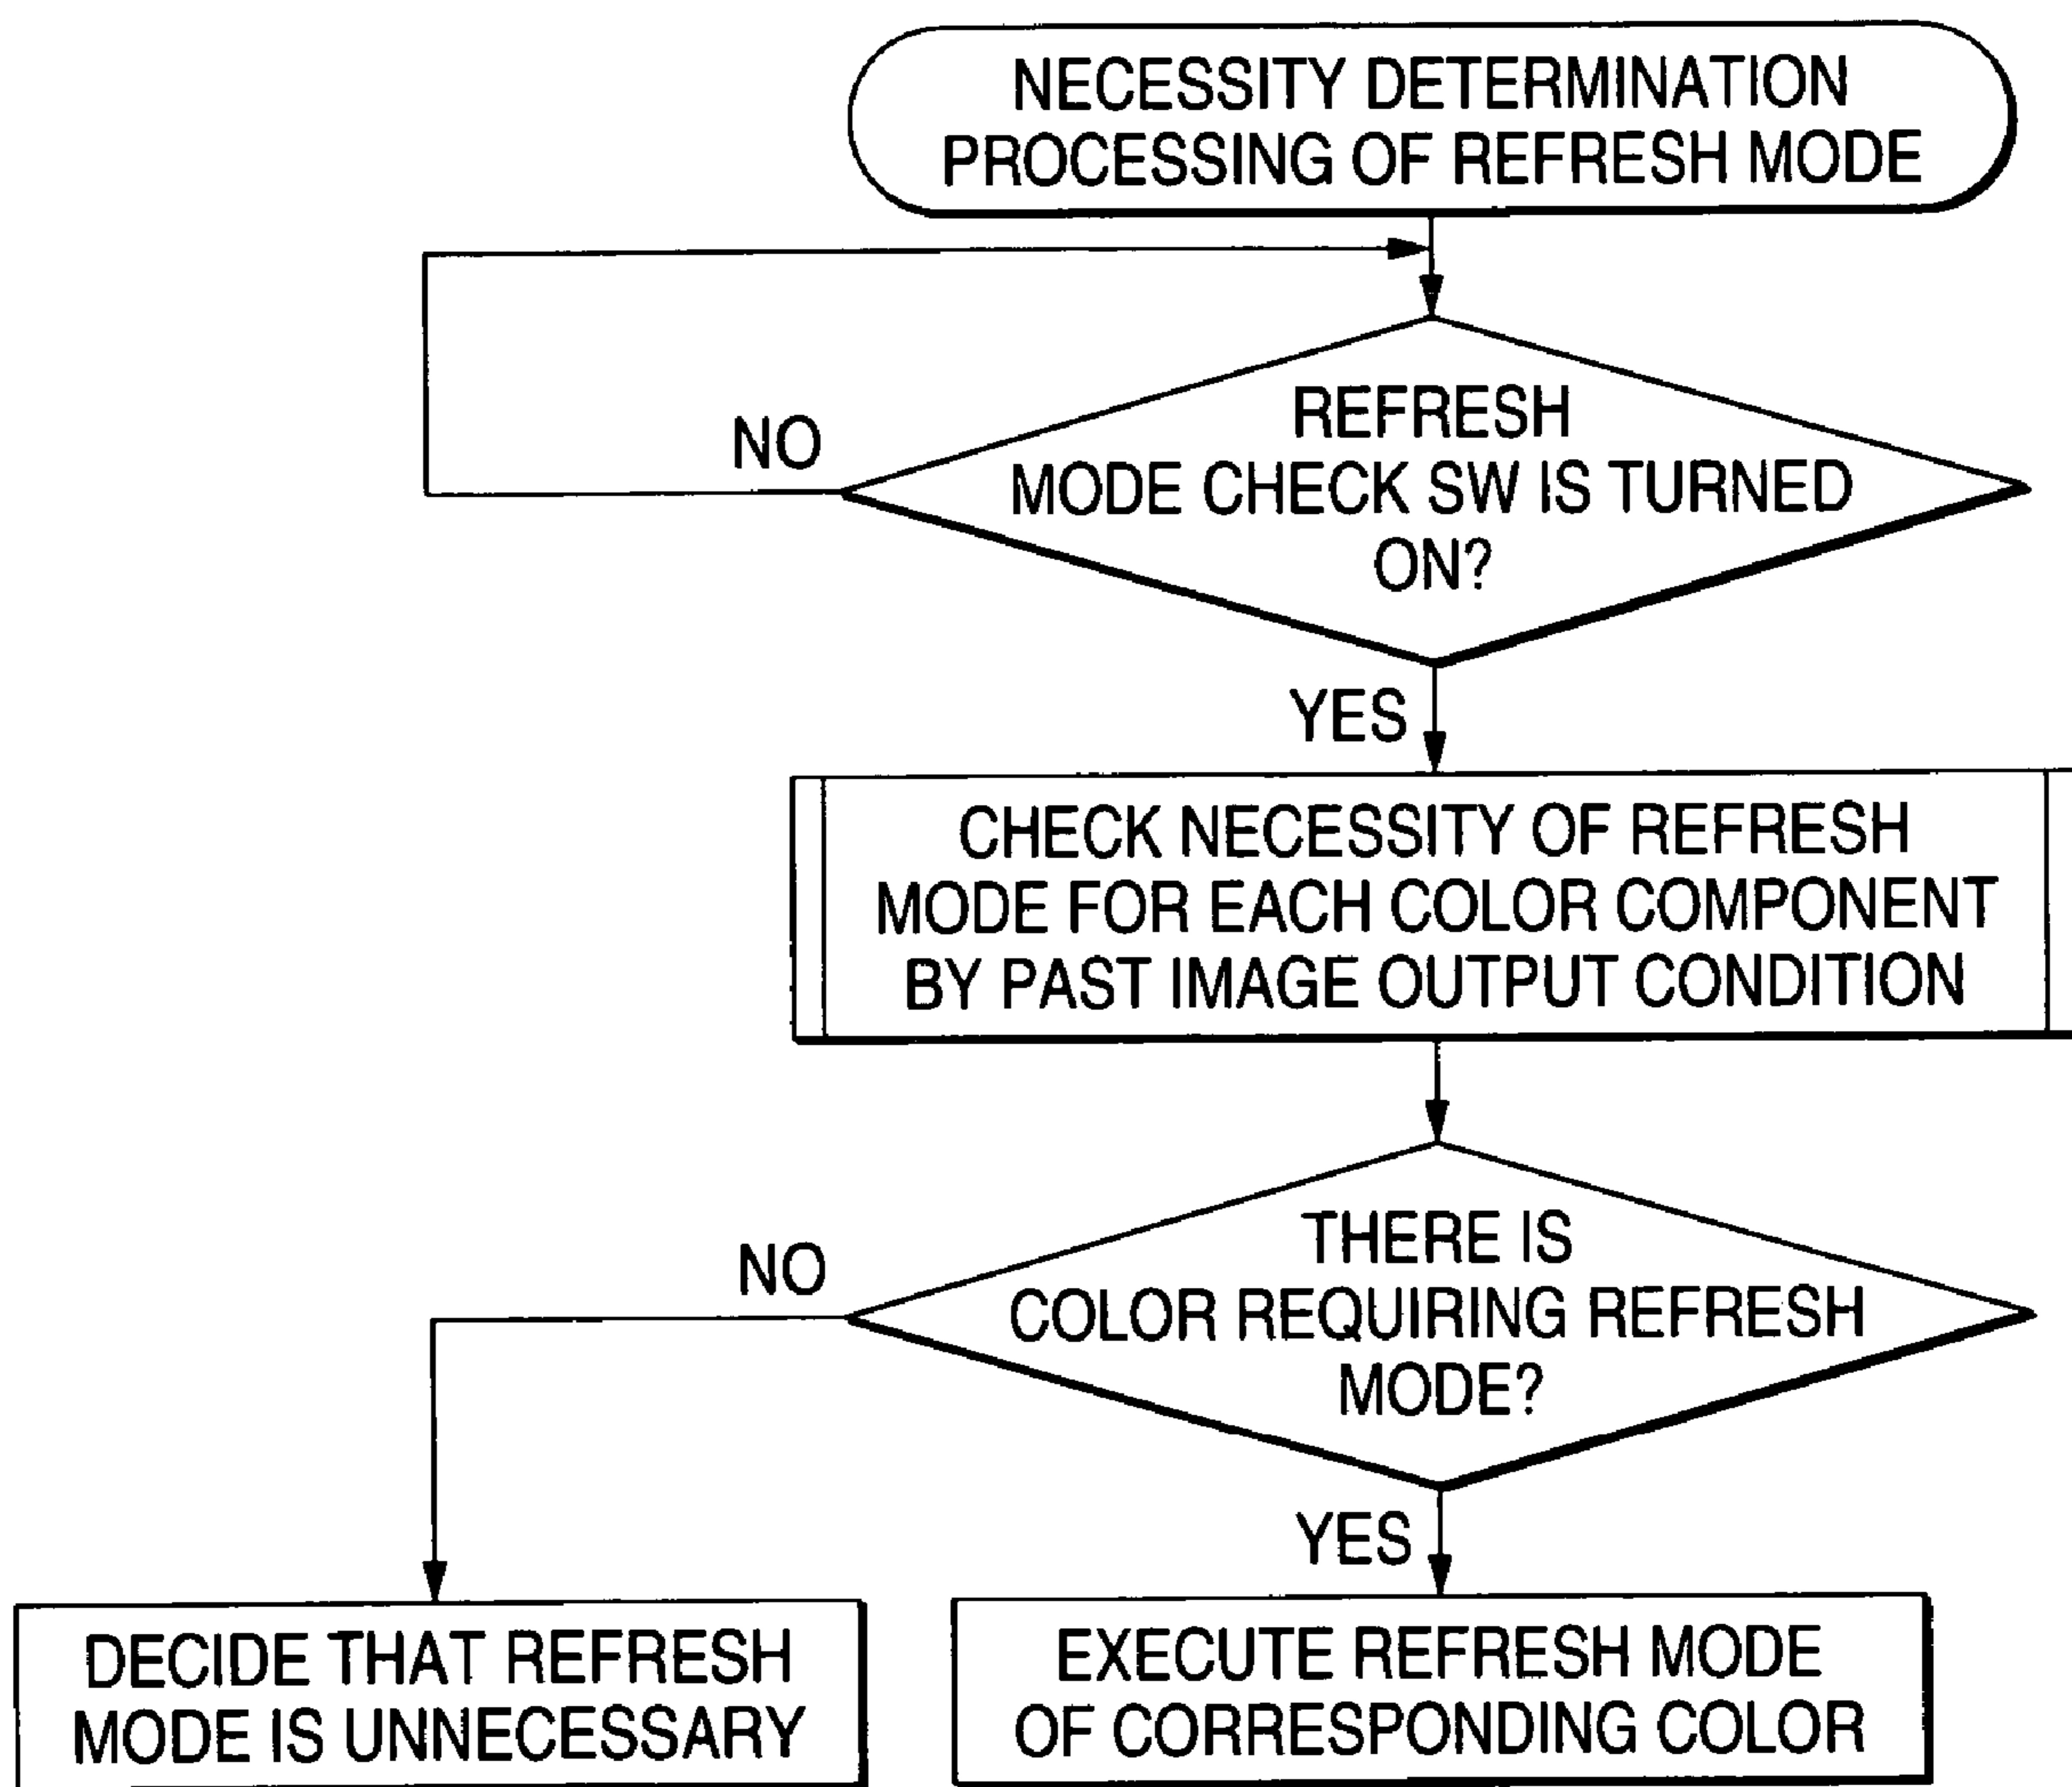 NECESSITY DETERMINATION
PROCESSING OF REFRESH MODE
REFRESH
MODE CHECK SW IS TURNED
ON?
NO
YES
CHECK NECESSITY OF REFRESH
MODE FOR EACH COLOR COMPONENT
BY PAST IMAGE OUTPUT CONDITION
THERE IS
COLOR REQUIRING REFRESH
MODE?
NO
YES
DECIDE THAT REFRESH
MODE IS UNNECESSARY
EXECUTE REFRESH MODE
OF CORRESPONDING COLOR